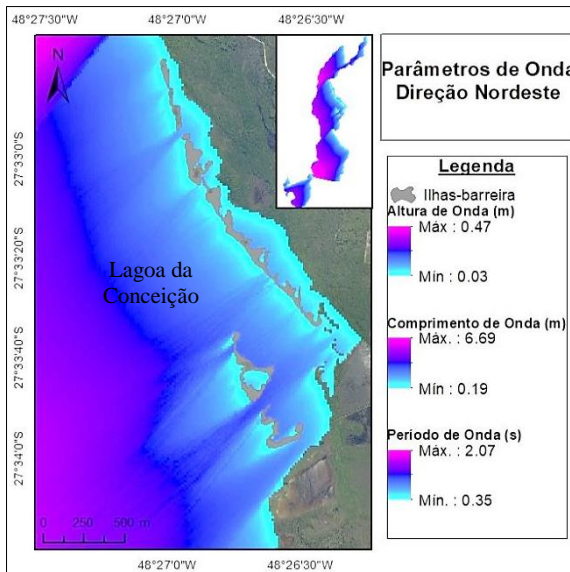 48°27'30"W
48°27'0"W
48°26'30"W
N
27°33'0"S
27°33'20"S
27°33'40"S
27°34'0"S
Lagoa da
Conceição
0 250 500 m
48°27'0"W
48°26'30"W
Parâmetros de Onda
Direção Nordeste
Legenda
Ilhas-barreira
Altura de Onda (m)
Máx : 0.47
Mín : 0.03
Comprimento de Onda (m)
Máx. : 6.69
Mín : 0.19
Período de Onda (s)
Máx. : 2.07
Mín. : 0.35